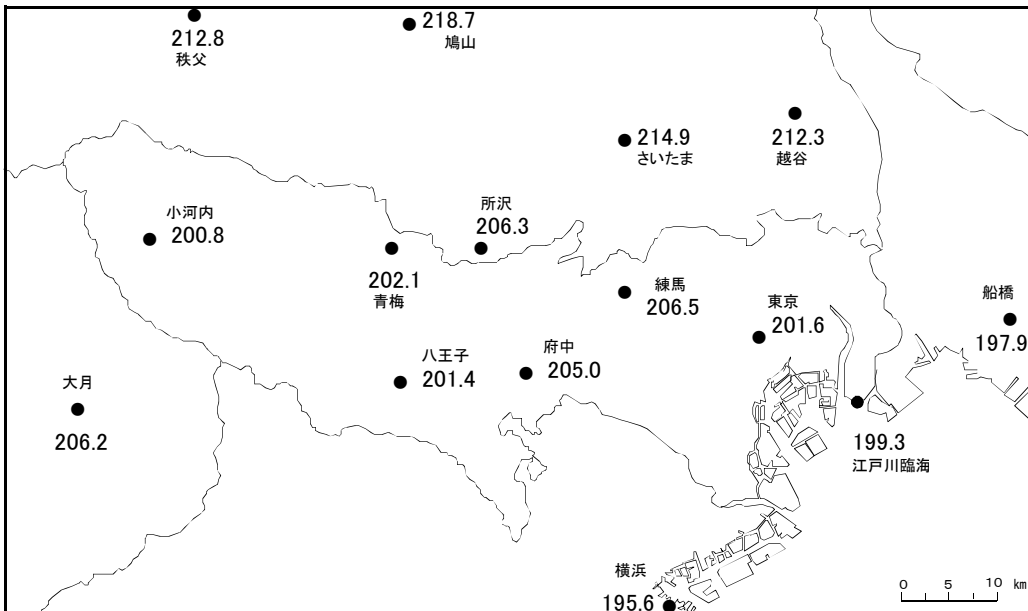 212.8
秩父
218.7
鳩山
214.9
さいたま
212.3
越谷
小河内
200.8
所沢
206.3
202.1
青梅
練馬
206.5
東京
201.6
船橋
197.9
八王子
201.4
府中
205.0
大月
206.2
199.3
江戸川臨海
横浜
195.6
0 5 10 km